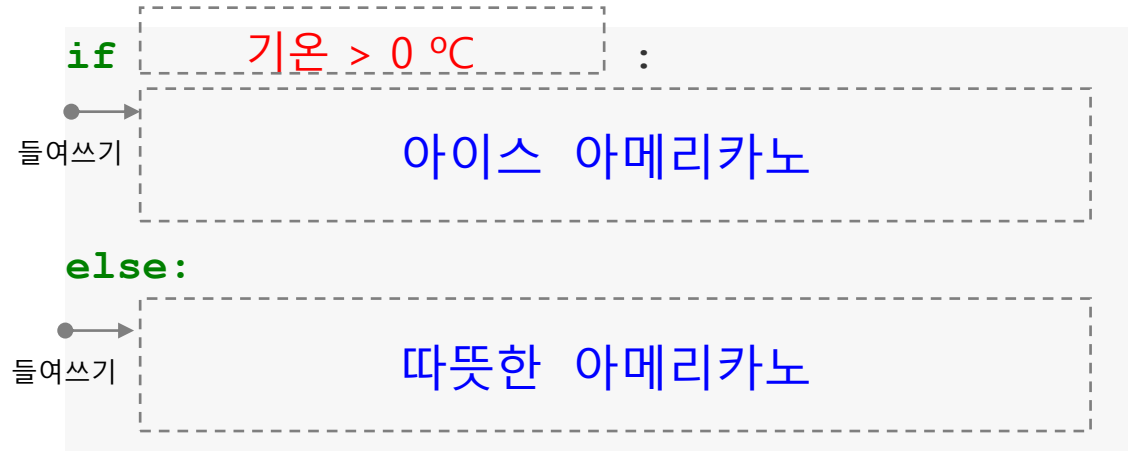 if 기온 > 0 ºC :
들여쓰기
아이스 아메리카노
else:
들여쓰기
따뜻한 아메리카노